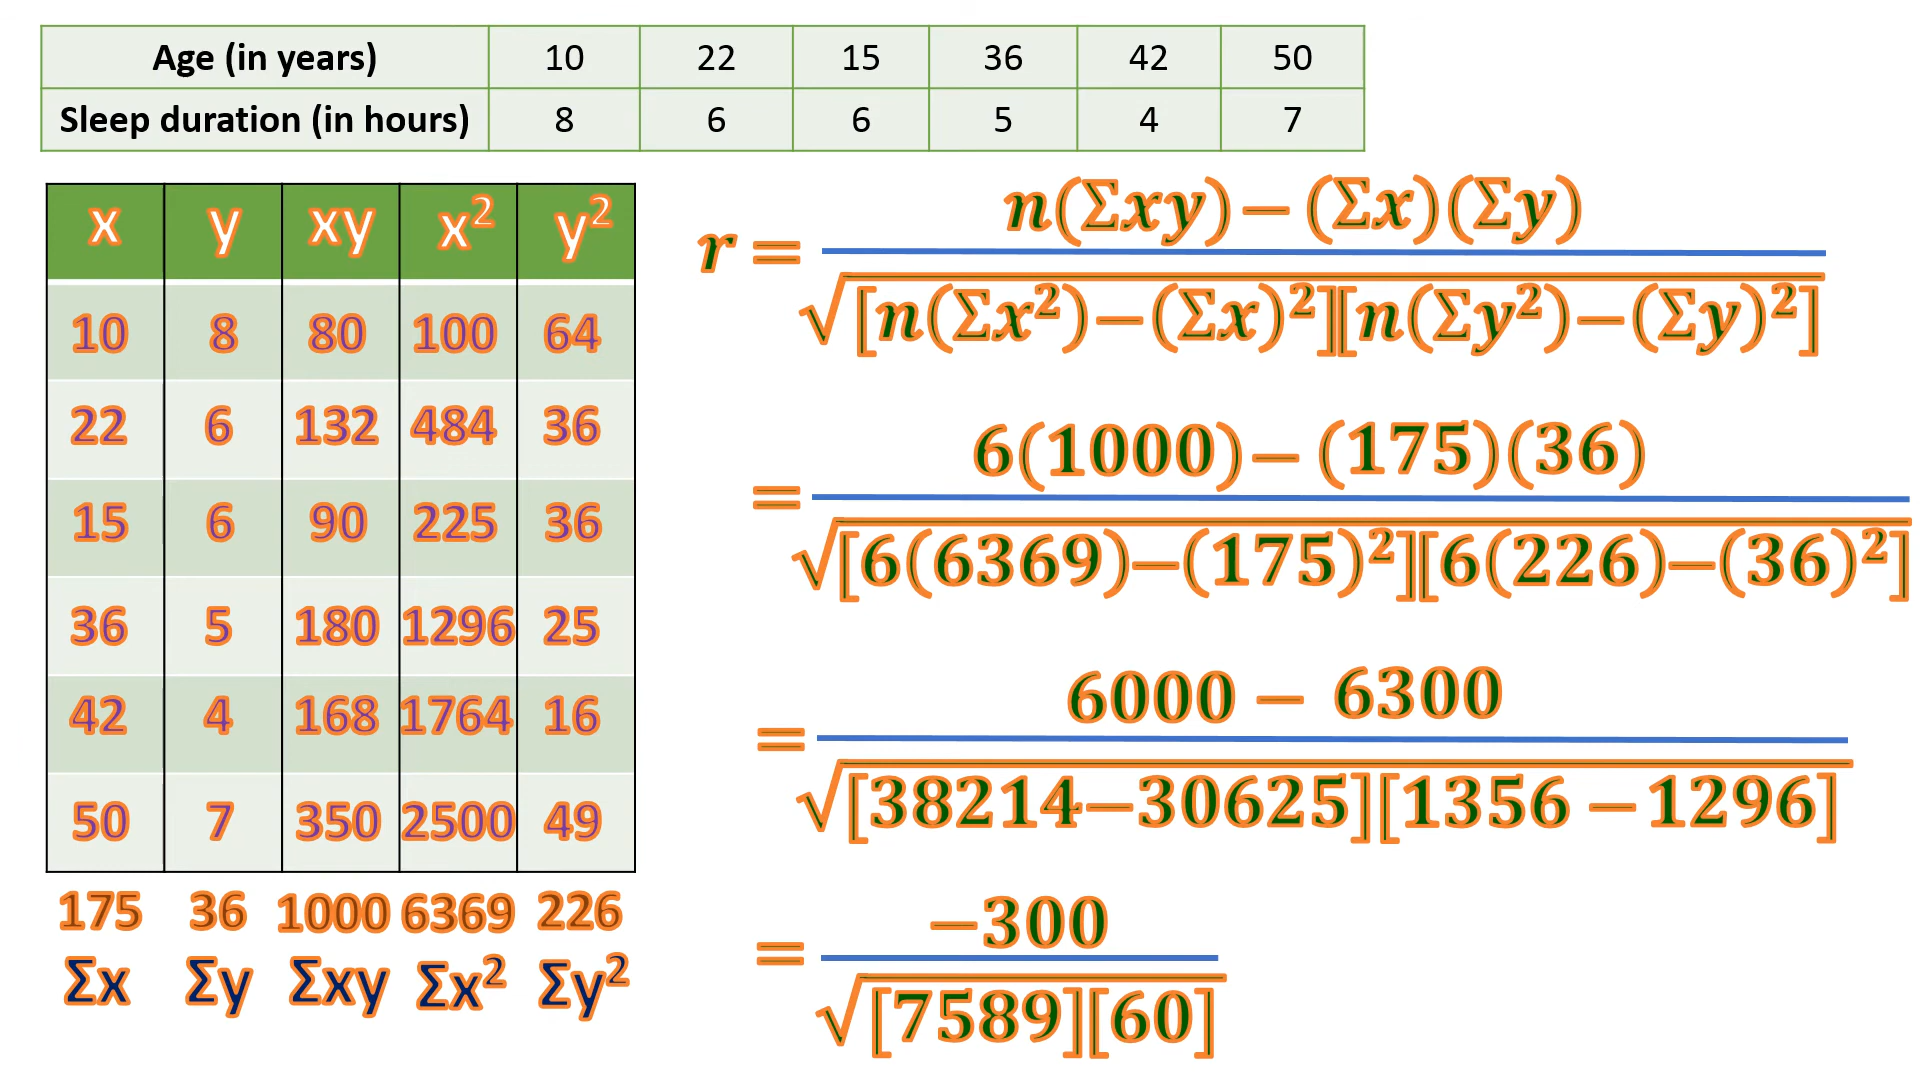 Age (in years) 10 22 15 36 42 50
Sleep duration (in hours) 8 6 6 5 4 7
x y xy x² y²
10 8 80 100 64
22 6 132 484 36
15 6 90 225 36
36 5 180 1296 25
42 4 168 1764 16
50 7 350 2500 49
175 36 1000 6369 226
Σx Σy Σxy Σx² Σy²
r =
n(Σxy) − (Σx)(Σy)
√[n(Σx²)−(Σx)²][n(Σy²)−(Σy)²]
=
6(1000) − (175)(36)
√[6(6369)−(175)²][6(226)−(36)²]
=
6000 − 6300
√[38214−30625][1356 −1296]
=
−300
√[7589][60]